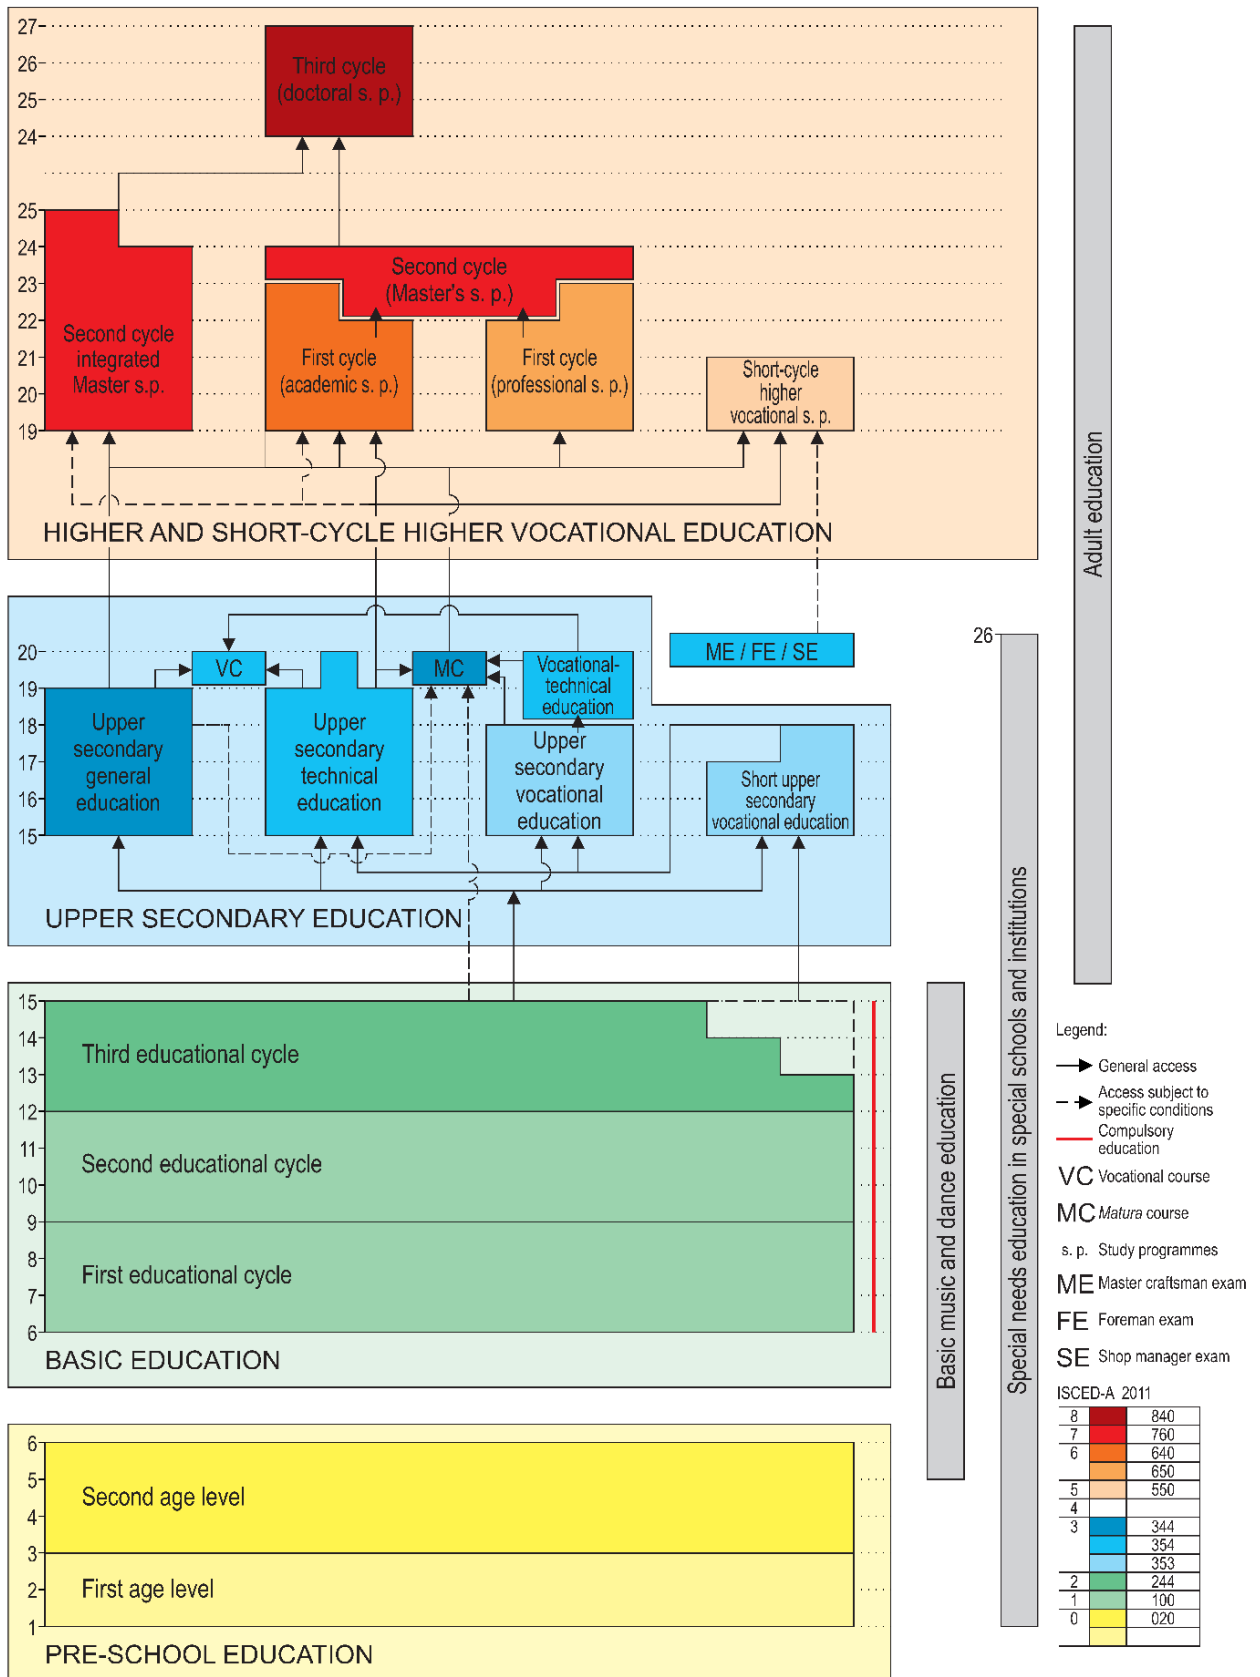 27
26
25
24
25
24
23
22
21
20
19
Third cycle
(doctoral s. p.)
Second cycle
(Master's s. p.)
Second cycle
integrated
Master s.p.
First cycle
(academic s. p.)
First cycle
(professional s. p.)
Short-cycle
higher
vocational s. p.
HIGHER AND SHORT-CYCLE HIGHER VOCATIONAL EDUCATION
Adult education
20
19
18
17
16
15
VC
MC
Vocational-
technical
education
ME / FE / SE
Upper
secondary
general
education
Upper
secondary
technical
education
Upper
secondary
vocational
education
Short upper
secondary
vocational education
UPPER SECONDARY EDUCATION
26
Special needs education in special schools and institutions
15
14
13
12
11
10
9
8
7
6
Third educational cycle
Second educational cycle
First educational cycle
BASIC EDUCATION
Basic music and dance education
6
5
4
3
2
1
Second age level
First age level
PRE-SCHOOL EDUCATION
Legend:
General access
Access subject to
specific conditions
Compulsory
education
VC Vocational course
MC Matura course
s. p. Study programmes
ME Master craftsman exam
FE Foreman exam
SE Shop manager exam
ISCED-A 2011
8 840
7 760
6 640
650
5 550
4
3 344
354
353
2 244
1 100
0 020